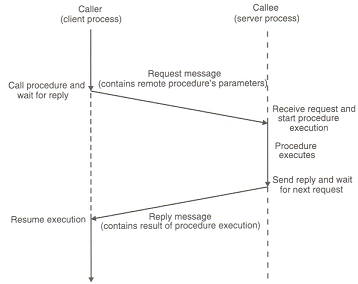 Caller
(client process)
Callee
(server process)
Request message
(contains remote procedure's parameters)
Call procedure and
wait for reply
Receive request and
start procedure
execution
Procedure
executes
Send reply and wait
for next request
Reply message
(contains result of procedure execution)
Resume execution